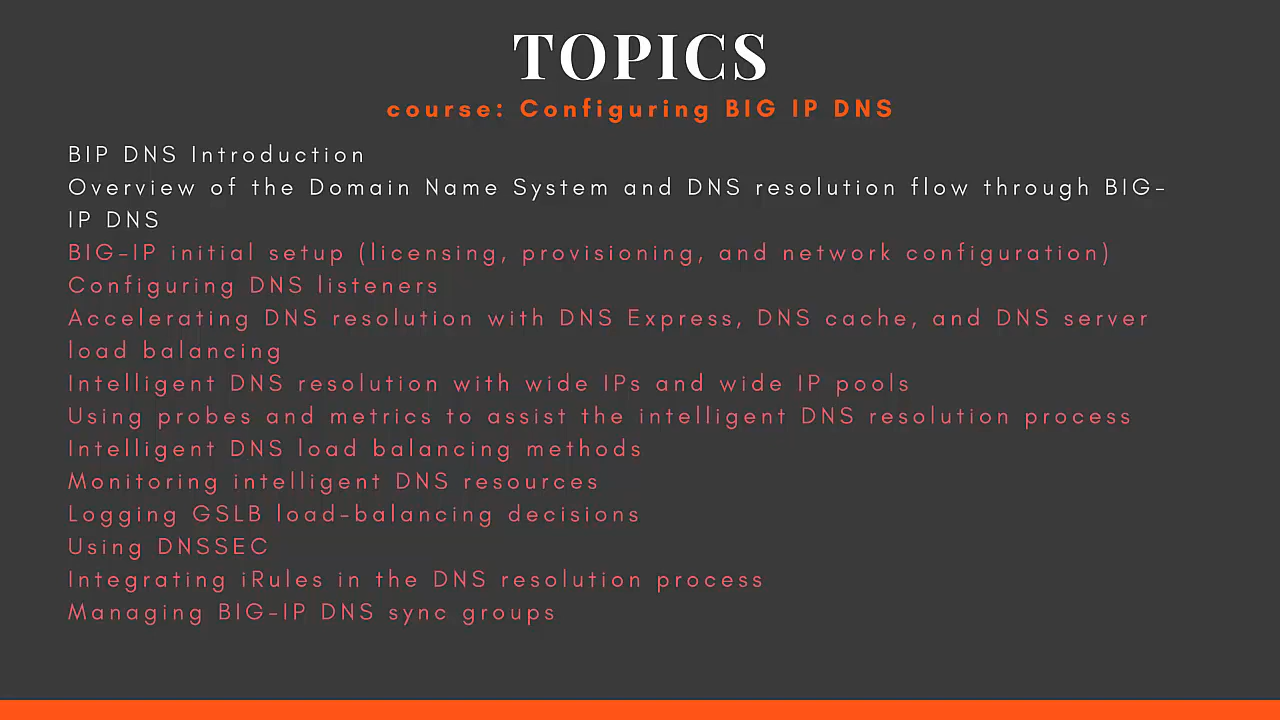 TOPICS
course: Configuring BIG IP DNS
BIP DNS Introduction
Overview of the Domain Name System and DNS resolution flow through BIG-
IP DNS
BIG-IP initial setup (licensing, provisioning, and network configuration)
Configuring DNS listeners
Accelerating DNS resolution with DNS Express, DNS cache, and DNS server
load balancing
Intelligent DNS resolution with wide IPs and wide IP pools
Using probes and metrics to assist the intelligent DNS resolution process
Intelligent DNS load balancing methods
Monitoring intelligent DNS resources
Logging GSLB load-balancing decisions
Using DNSSEC
Integrating iRules in the DNS resolution process
Managing BIG-IP DNS sync groups